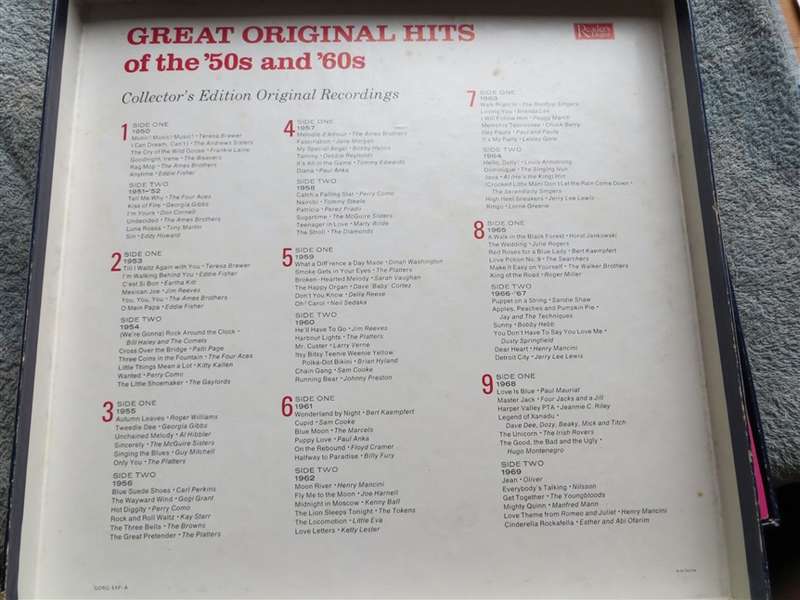 GREAT ORIGINAL HITS
of the '50s and '60s
Reader's Digest
Collector's Edition Original Recordings
1 SIDE ONE
1950
Music! Music! Music! • Teresa Brewer
I Can Dream, Can't I • The Andrews Sisters
The Cry of the Wild Goose • Frankie Laine
Goodnight, Irene • The Weavers
Rag Mop • The Ames Brothers
Anytime • Eddie Fisher
SIDE TWO
1951-'52
Tell Me Why • The Four Aces
Kiss of Fire • Georgia Gibbs
I'm Yours • Don Cornell
Undecided • The Ames Brothers
Luna Rossa • Tony Martin
Sin • Eddy Howard
2 SIDE ONE
1953
Till I Waltz Again with You • Teresa Brewer
I'm Walking Behind You • Eddie Fisher
C'est Si Bon • Eartha Kitt
Mexican Joe • Jim Reeves
You, You, You • The Ames Brothers
O Mein Papa • Eddie Fisher
SIDE TWO
1954
(We're Gonna) Rock Around the Clock •
Bill Haley and The Comets
Cross Over the Bridge • Patti Page
Three Coins in the Fountain • The Four Aces
Little Things Mean a Lot • Kitty Kallen
Wanted • Perry Como
The Little Shoemaker • The Gaylords
3 SIDE ONE
1955
Autumn Leaves • Roger Williams
Tweedle Dee • Georgia Gibbs
Unchained Melody • Al Hibbler
Sincerely • The McGuire Sisters
Singing the Blues • Guy Mitchell
Only You • The Platters
SIDE TWO
1956
Blue Suede Shoes • Carl Perkins
The Wayward Wind • Gogi Grant
Hot Diggity • Perry Como
Rock and Roll Waltz • Kay Starr
The Three Bells • The Browns
The Great Pretender • The Platters
4 SIDE ONE
1957
Melodie d'Amour • The Ames Brothers
Fascination • Jane Morgan
My Special Angel • Bobby Helms
Tammy • Debbie Reynolds
It's All in the Game • Tommy Edwards
Diana • Paul Anka
SIDE TWO
1958
Catch a Falling Star • Perry Como
Nairobi • Tommy Steele
Patricia • Perez Prado
Sugartime • The McGuire Sisters
Teenager in Love • Marty Wilde
The Stroll • The Diamonds
5 SIDE ONE
1959
What a Diff'rence a Day Made • Dinah Washington
Smoke Gets in Your Eyes • The Platters
Broken-Hearted Melody • Sarah Vaughan
The Happy Organ • Dave 'Baby' Cortez
Don't You Know • Della Reese
Oh! Carol • Neil Sedaka
SIDE TWO
1960
He'll Have To Go • Jim Reeves
Harbour Lights • The Platters
Mr. Custer • Larry Verne
Itsy Bitsy Teenie Weenie Yellow
Polka-Dot Bikini • Brian Hyland
Chain Gang • Sam Cooke
Running Bear • Johnny Preston
6 SIDE ONE
1961
Wonderland by Night • Bert Kaempfert
Cupid • Sam Cooke
Blue Moon • The Marcels
Puppy Love • Paul Anka
On the Rebound • Floyd Cramer
Halfway to Paradise • Billy Fury
SIDE TWO
1962
Moon River • Henry Mancini
Fly Me to the Moon • Joe Harnell
Midnight in Moscow • Kenny Ball
The Lion Sleeps Tonight • The Tokens
The Locomotion • Little Eva
Love Letters • Ketty Lester
7 SIDE ONE
1963
Walk Right In • The Rooftop Singers
Losing You • Brenda Lee
I Will Follow Him • Peggy March
Memphis Tennessee • Chuck Berry
Hey Paula • Paul and Paula
It's My Party • Lesley Gore
SIDE TWO
1964
Hello, Dolly! • Louis Armstrong
Dominique • The Singing Nun
Java • Al (He's the King) Hirt
(Crooked Little Man) Don't Let the Rain Come Down •
The Serendipity Singers
High Heel Sneakers • Jerry Lee Lewis
Ringo • Lorne Greene
8 SIDE ONE
1965
A Walk in the Black Forest • Horst Jankowski
The Wedding • Julie Rogers
Red Roses for a Blue Lady • Bert Kaempfert
Love Potion No. 9 • The Searchers
Make It Easy on Yourself • The Walker Brothers
King of the Road • Roger Miller
SIDE TWO
1966-'67
Puppet on a String • Sandie Shaw
Apples, Peaches and Pumpkin Pie •
Jay and The Techniques
Sunny • Bobby Hebb
You Don't Have To Say You Love Me •
Dusty Springfield
Dear Heart • Henry Mancini
Detroit City • Jerry Lee Lewis
9 SIDE ONE
1968
Love Is Blue • Paul Mauriat
Master Jack • Four Jacks and a Jill
Harper Valley PTA • Jeannie C. Riley
Legend of Xanadu •
Dave Dee, Dozy, Beaky, Mick and Titch
The Unicorn • The Irish Rovers
The Good, the Bad and the Ugly •
Hugo Montenegro
SIDE TWO
1969
Jean • Oliver
Everybody's Talking • Nilsson
Get Together • The Youngbloods
Mighty Quinn • Manfred Mann
Love Theme from Romeo and Juliet • Henry Mancini
Cinderella Rockafella • Esther and Abi Ofarim